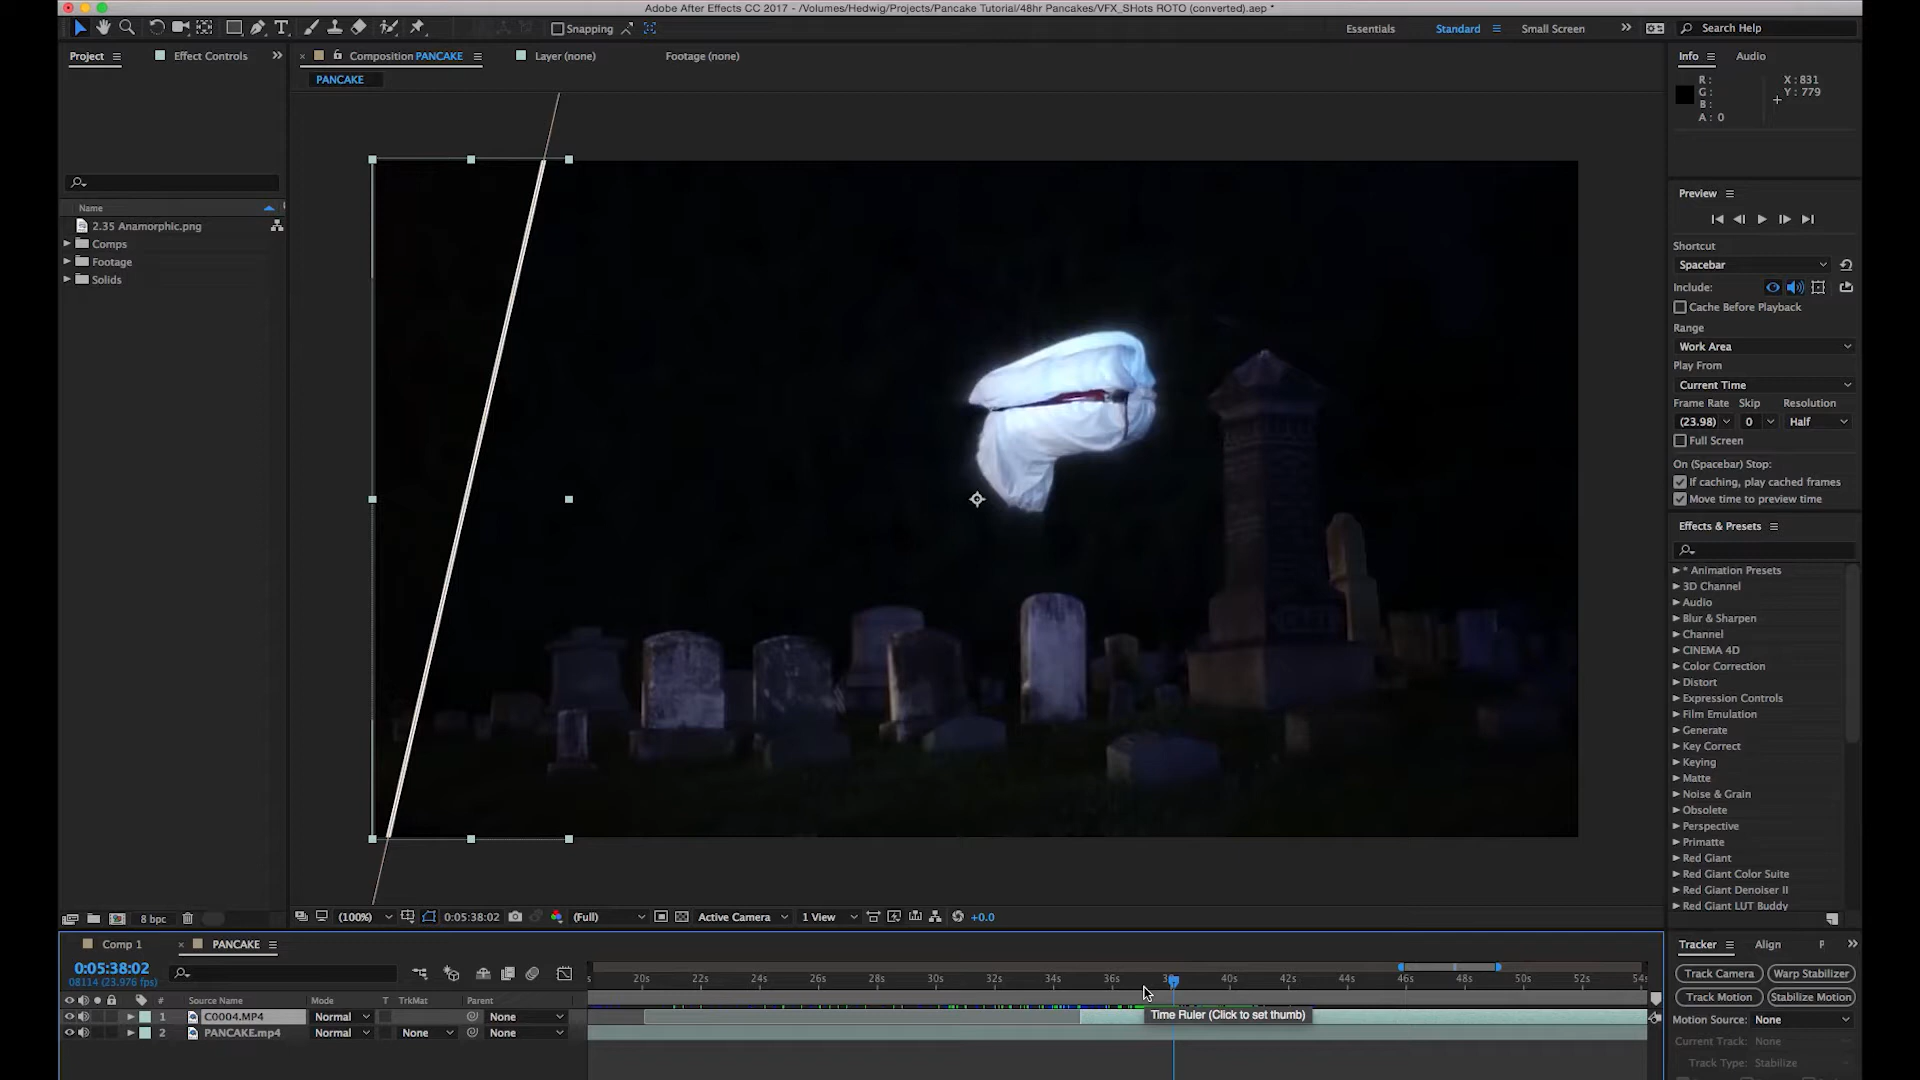 Adobe After Effects CC 2017 - /Volumes/Hedwig/Projects/Pancake Tutorial/48hr Pancakes/VFX_SHots ROTO (converted).aep *
Snapping
Essentials
Standard
Small Screen
Search Help
Project
Effect Controls
Composition PANCAKE
Layer (none)
Footage (none)
PANCAKE
Info
Audio
R :
G :
B :
A : 0
X : 831
Y : 779
Name
2.35 Anamorphic.png
Comps
Footage
Solids
Preview
Shortcut
Spacebar
Include:
Cache Before Playback
Range
Work Area
Play From
Current Time
Frame Rate Skip Resolution
(23.98) 0 Half
Full Screen
On (Spacebar) Stop:
If caching, play cached frames
Move time to preview time
Effects & Presets
* Animation Presets
3D Channel
Audio
Blur & Sharpen
Channel
CINEMA 4D
Color Correction
Distort
Expression Controls
Film Emulation
Generate
Key Correct
Keying
Matte
Noise & Grain
Obsolete
Perspective
Primatte
Red Giant
Red Giant Color Suite
Red Giant Denoiser II
Red Giant LUT Buddy
8 bpc
(100%)
0:05:38:02
(Full)
Active Camera
1 View
+0.0
Comp 1
PANCAKE
0:05:38:02
08114 (23.976 fps)
20s 22s 24s 26s 28s 30s 32s 34s 36s 40s 42s 44s 46s 48s 50s 52s
# Source Name Mode T TrkMat Parent
1 C0004.MP4 Normal None
2 PANCAKE.mp4 Normal None None
Time Ruler (Click to set thumb)
Tracker
Align
P
Track Camera
Warp Stabilizer
Track Motion
Stabilize Motion
Motion Source: None
Current Track: None
Track Type: Stabilize